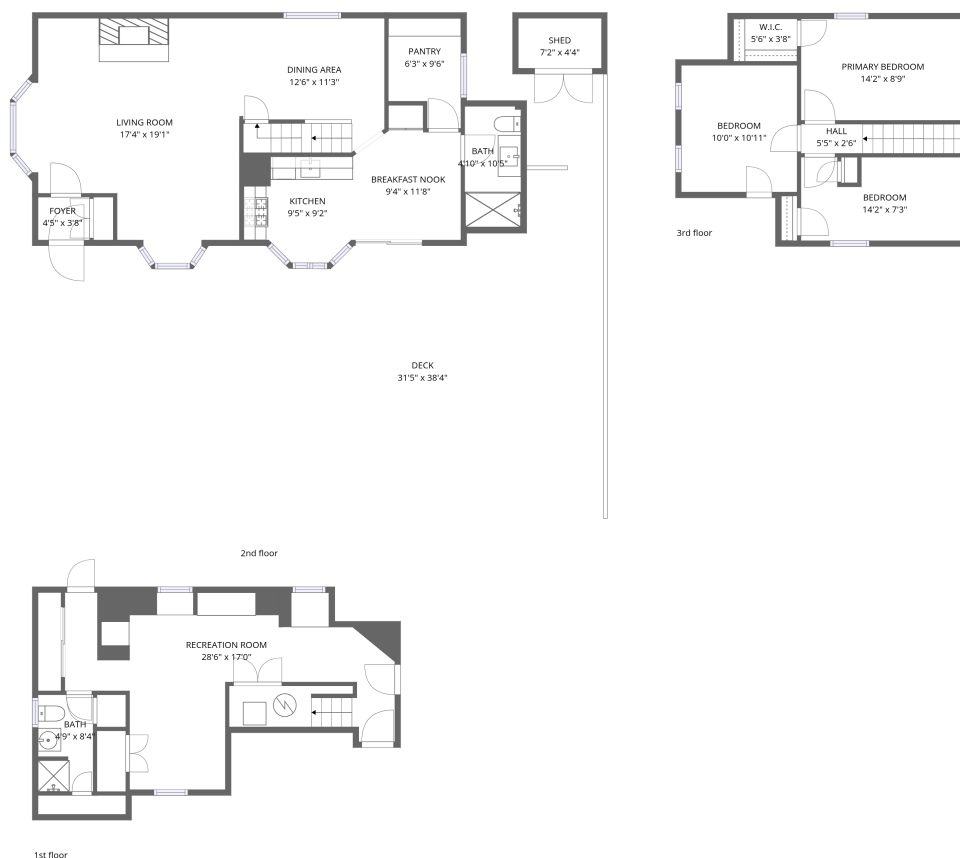 LIVING ROOM
17'4" x 19'1"
DINING AREA
12'6" x 11'3"
PANTRY
6'3" x 9'6"
SHED
7'2" x 4'4"
BATH
4'10" x 10'5"
BREAKFAST NOOK
9'4" x 11'8"
KITCHEN
9'5" x 9'2"
FOYER
4'5" x 3'8"
DECK
31'5" x 38'4"
2nd floor
W.I.C.
5'6" x 3'8"
PRIMARY BEDROOM
14'2" x 8'9"
BEDROOM
10'0" x 10'11"
HALL
5'5" x 2'6"
BEDROOM
14'2" x 7'3"
3rd floor
RECREATION ROOM
28'6" x 17'0"
BATH
4'9" x 8'4"
1st floor